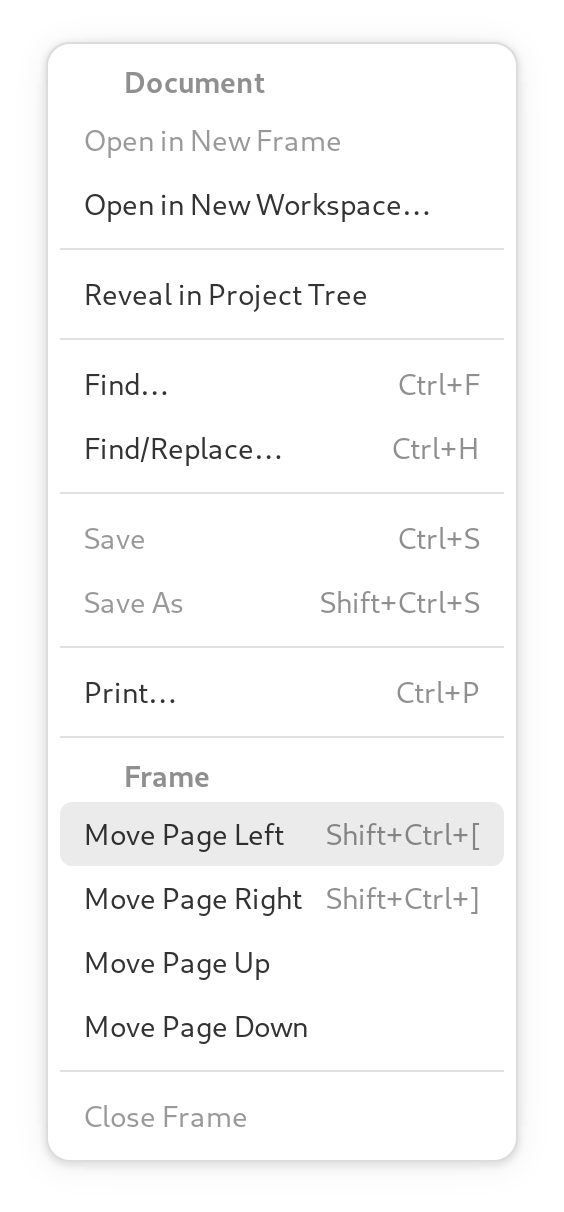 Document
Open in New Frame
Open in New Workspace…
Reveal in Project Tree
Find… Ctrl+F
Find/Replace… Ctrl+H
Save Ctrl+S
Save As Shift+Ctrl+S
Print… Ctrl+P
Frame
Move Page Left Shift+Ctrl+[
Move Page Right Shift+Ctrl+]
Move Page Up
Move Page Down
Close Frame